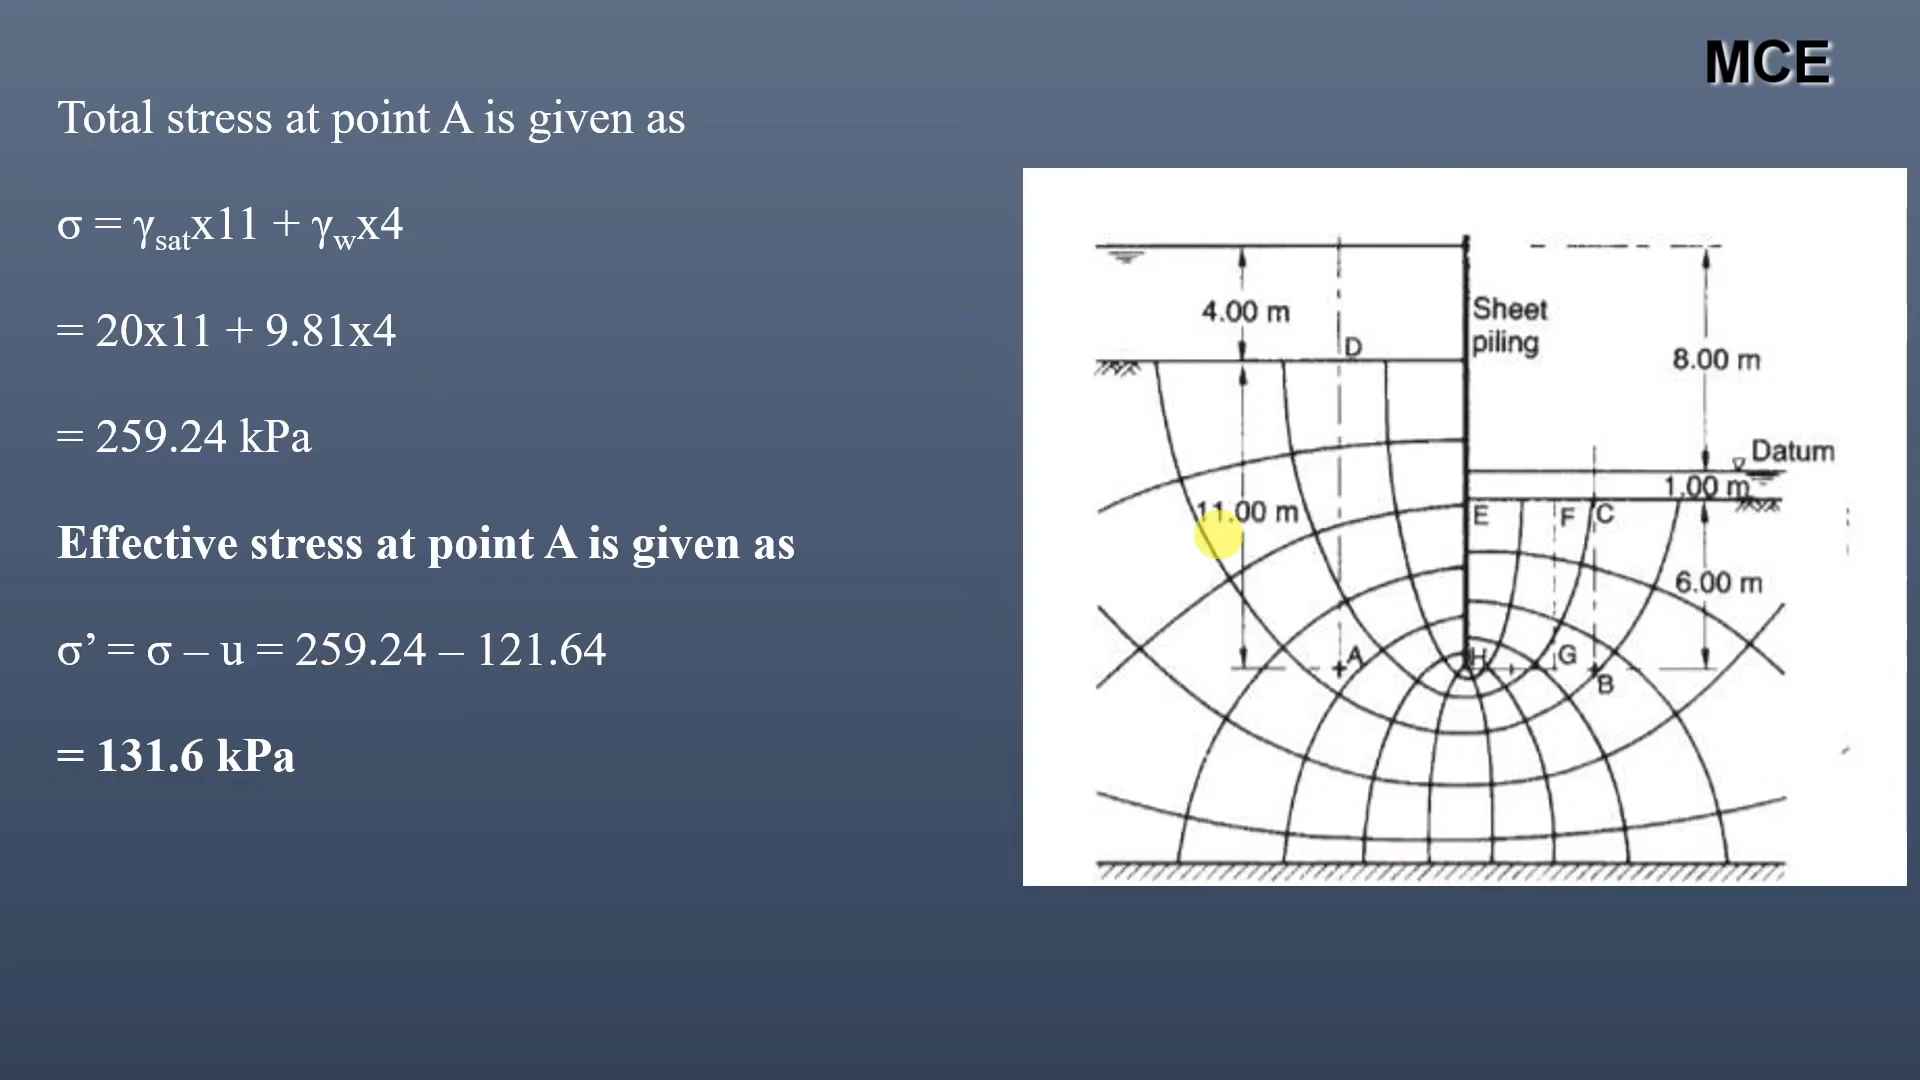 MCE
Total stress at point A is given as
σ = γsatx11 + γwx4
= 20x11 + 9.81x4
= 259.24 kPa
Effective stress at point A is given as
σ’ = σ – u = 259.24 – 121.64
= 131.6 kPa
4.00 m
Sheet
piling
D
8.00 m
Datum
1.00 m
11.00 m
E
F
C
6.00 m
A
H
G
B